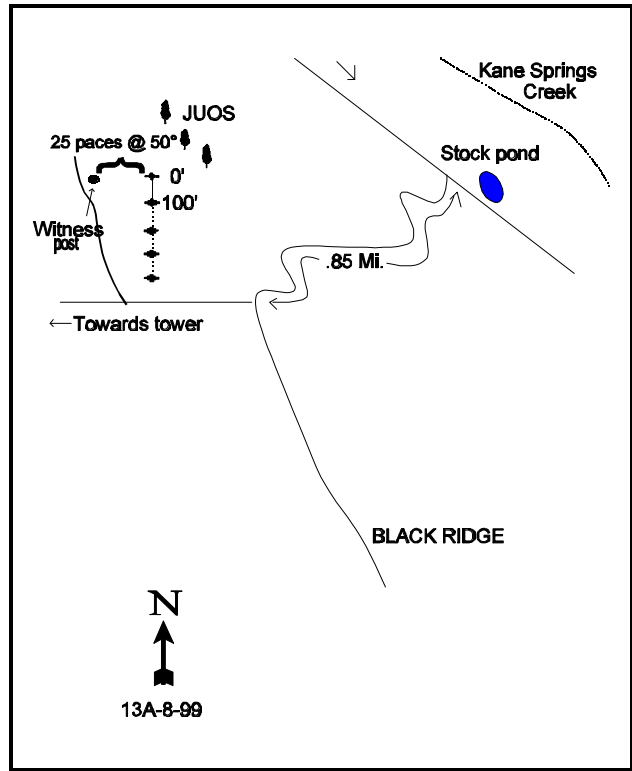 Kane Springs
Creek
JUOS
25 paces @ 50°
Stock pond
0'
100'
Witness
post
.85 Mi.
Towards tower
BLACK RIDGE
N
13A-8-99